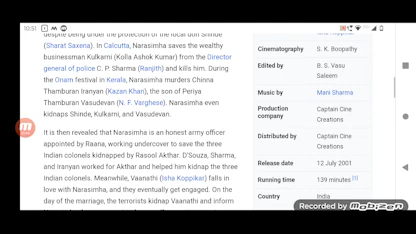 10:57
despite being under the protection of the local don Shinde
(Sharat Saxena). In Calcutta, Narasimha saves the wealthy
businessman Kulkarni (Kolla Ashok Kumar) from the Director
general of police C. P. Sharma (Ranjith) and kills him. During
the Onam festival in Kerala, Narasimha murders Chinna
Thamburan Iranyan (Kazan Khan), the son of Periya
Thamburan Vasudevan (N. F. Varghese). Narasimha even
kidnaps Shinde, Kulkarni, and Vasudevan.
It is then revealed that Narasimha is an honest army officer
appointed by Raana, working undercover to save the three
Indian colonels kidnapped by Rasool Akthar. D'Souza, Sharma,
and Iranyan worked for Akthar and helped him kidnap the three
Indian colonels. Meanwhile, Vaanathi (Isha Koppikar) falls in
love with Narasimha, and they eventually get engaged. On the
day of the marriage, the terrorists kidnap Vaanathi and inform
Cinematography S. K. Boopathy
Edited by B. S. Vasu
Saleem
Music by Mani Sharma
Production
company Captain Cine
Creations
Distributed by Captain Cine
Creations
Release date 12 July 2001
Running time 139 minutes [1]
Country India
Recorded by Mobizen